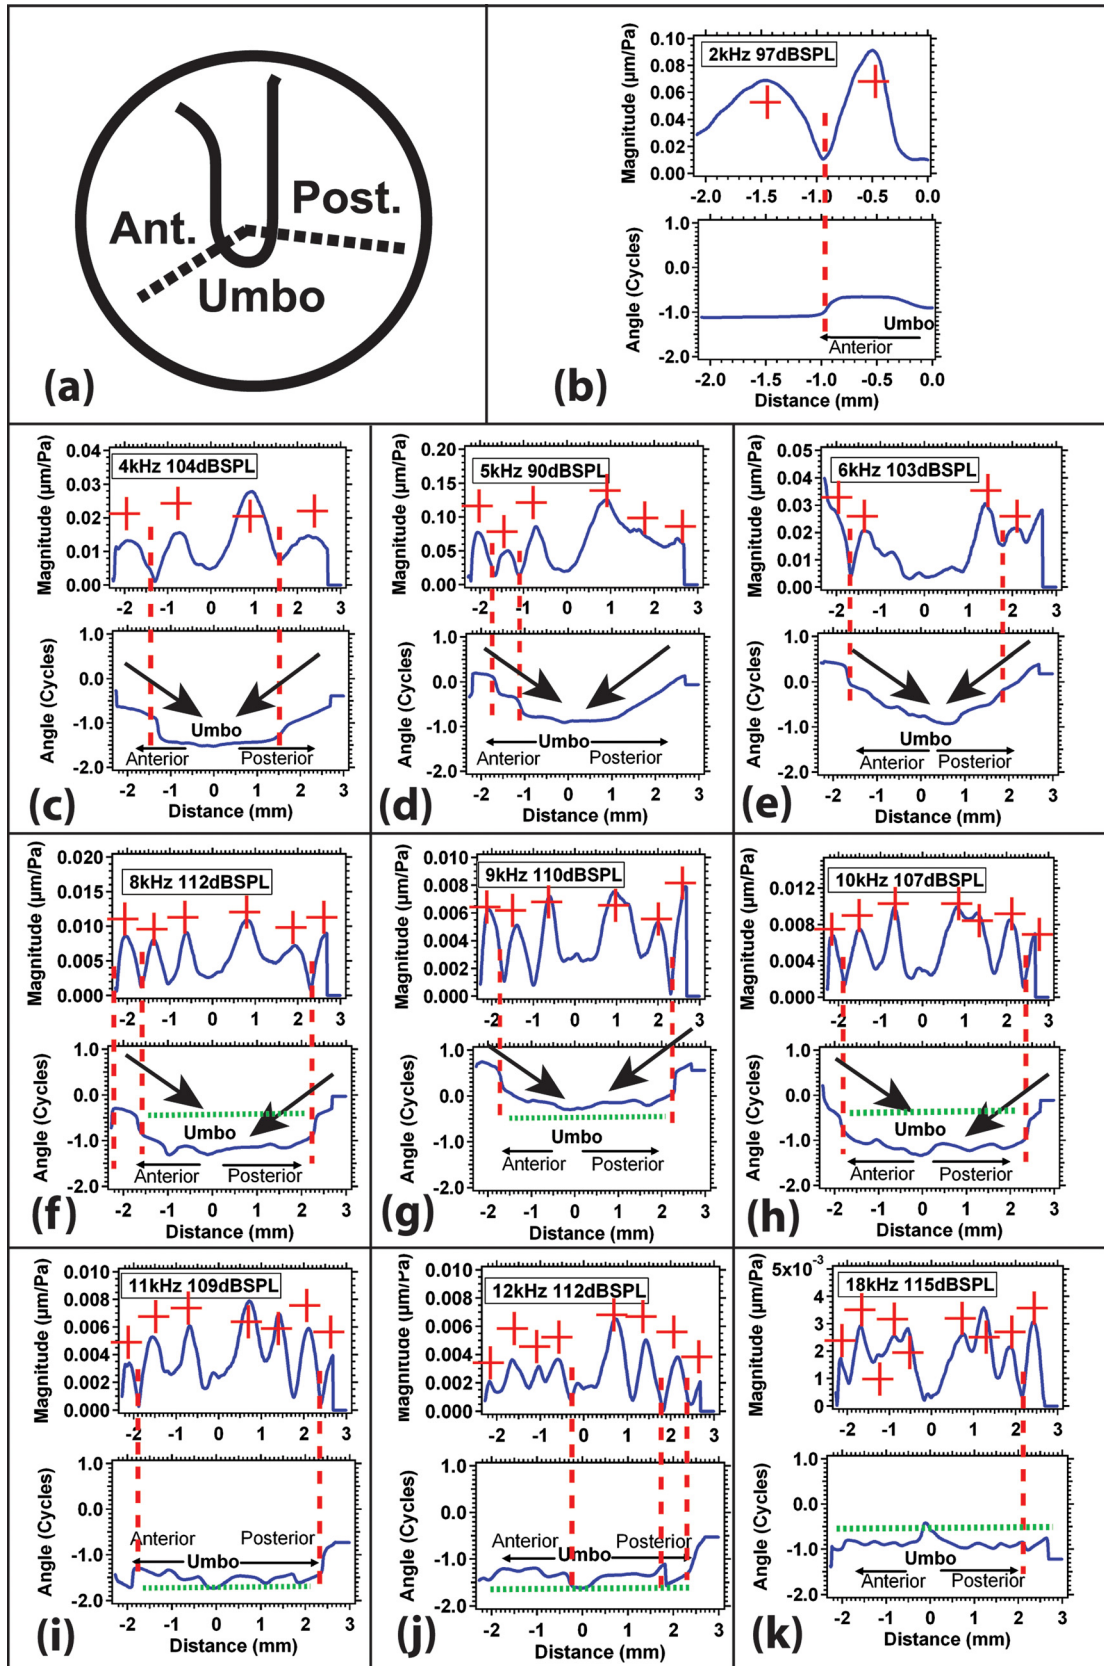 Ant.
Post.
Umbo
(a)
2kHz 97dBSPL
Magnitude (µm/Pa)
0.10
0.08
0.06
0.04
0.02
0.00
-2.0 -1.5 -1.0 -0.5 0.0
Angle (Cycles)
1.0
0.0
-1.0
-2.0
Umbo
Anterior
-2.0 -1.5 -1.0 -0.5 0.0
Distance (mm)
(b)
4kHz 104dBSPL
Magnitude (µm/Pa)
0.04
0.03
0.02
0.01
0.00
-2 -1 0 1 2 3
Angle (Cycles)
1.0
0.0
-1.0
-2.0
Umbo
Anterior Posterior
-2 -1 0 1 2 3
Distance (mm)
(c)
5kHz 90dBSPL
Magnitude (µm/Pa)
0.20
0.15
0.10
0.05
0.00
-2 -1 0 1 2 3
Angle (Cycles)
1.0
0.0
-1.0
-2.0
Umbo
Anterior Posterior
-2 -1 0 1 2 3
Distance (mm)
(d)
6kHz 103dBSPL
Magnitude (µm/Pa)
0.05
0.04
0.03
0.02
0.01
0.00
-2 -1 0 1 2 3
Angle (Cycles)
1.0
0.0
-1.0
-2.0
Umbo
Anterior Posterior
-2 -1 0 1 2 3
Distance (mm)
(e)
8kHz 112dBSPL
Magnitude (µm/Pa)
0.020
0.015
0.010
0.005
0.000
-2 -1 0 1 2 3
Angle (Cycles)
1.0
0.0
-1.0
-2.0
Umbo
Anterior Posterior
-2 -1 0 1 2 3
Distance (mm)
(f)
9kHz 110dBSPL
Magnitude (µm/Pa)
0.010
0.008
0.006
0.004
0.002
0.000
-2 -1 0 1 2 3
Angle (Cycles)
1.0
0.0
-1.0
-2.0
Umbo
Anterior Posterior
-2 -1 0 1 2 3
Distance (mm)
(g)
10kHz 107dBSPL
Magnitude (µm/Pa)
0.012
0.008
0.004
0.000
-2 -1 0 1 2 3
Angle (Cycles)
1.0
0.0
-1.0
-2.0
Umbo
Anterior Posterior
-2 -1 0 1 2 3
Distance (mm)
(h)
11kHz 109dBSPL
Magnitude (µm/Pa)
0.010
0.008
0.006
0.004
0.002
0.000
-2 -1 0 1 2 3
Angle (Cycles)
1.0
0.0
-1.0
-2.0
Anterior Posterior
Umbo
-2 -1 0 1 2 3
Distance (mm)
(i)
12kHz 112dBSPL
Magnitude (µm/Pa)
0.010
0.008
0.006
0.004
0.002
0.000
-2 -1 0 1 2 3
Angle (Cycles)
1.0
0.0
-1.0
-2.0
Anterior Posterior
Umbo
-2 -1 0 1 2 3
Distance (mm)
(j)
18kHz 115dBSPL
Magnitude (µm/Pa)
5x10-3
4
3
2
1
0
-2 -1 0 1 2 3
Angle (Cycles)
1.0
0.0
-1.0
-2.0
Umbo
Anterior Posterior
-2 -1 0 1 2 3
Distance (mm)
(k)